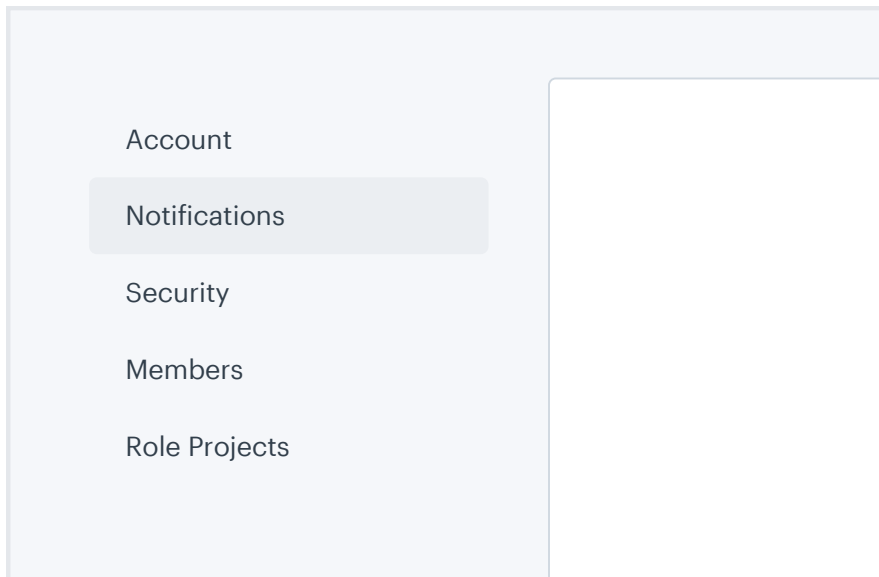 Account
Notifications
Security
Members
Role Projects